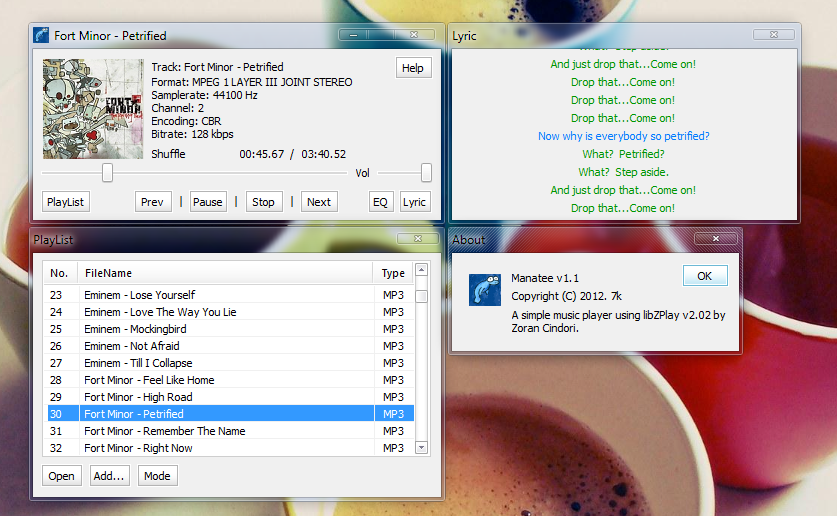 Fort Minor - Petrified
Track: Fort Minor - Petrified
Help
Format: MPEG 1 LAYER III JOINT STEREO
Samplerate: 44100 Hz
Channel: 2
Encoding: CBR
Bitrate: 128 kbps
Shuffle 00:45.67 / 03:40.52
Vol
PlayList Prev | Pause | Stop | Next EQ Lyric
FORT
MINOR
Lyric
What? Step aside.
And just drop that...Come on!
Drop that...Come on!
Drop that...Come on!
Drop that...Come on!
Now why is everybody so petrified?
What? Petrified?
What? Step aside.
And just drop that...Come on!
Drop that...Come on!
PlayList
No. FileName Type
23 Eminem - Lose Yourself MP3
24 Eminem - Love The Way You Lie MP3
25 Eminem - Mockingbird MP3
26 Eminem - Not Afraid MP3
27 Eminem - Till I Collapse MP3
28 Fort Minor - Feel Like Home MP3
29 Fort Minor - High Road MP3
30 Fort Minor - Petrified MP3
31 Fort Minor - Remember The Name MP3
32 Fort Minor - Right Now MP3
Open Add... Mode
About
Manatee v1.1
OK
Copyright (C) 2012. 7k
A simple music player using libZPlay v2.02 by
Zoran Cindori.